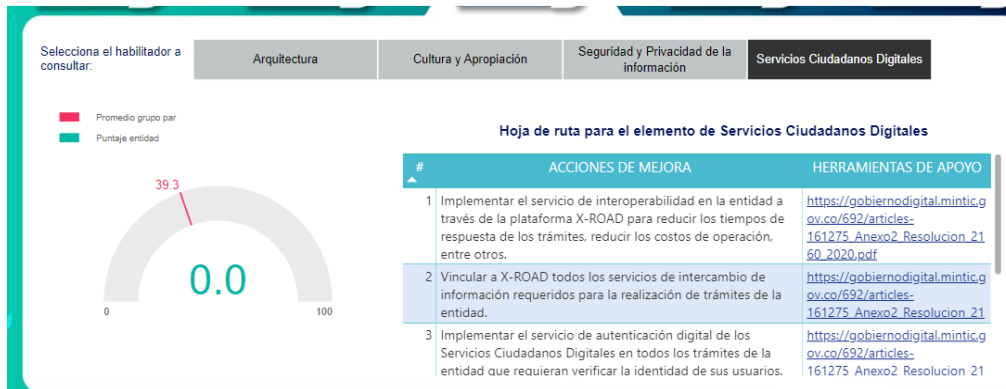 Selecciona el habilitador a
consultar:
Arquitectura
Cultura y Apropiación
Seguridad y Privacidad de la
información
Servicios Ciudadanos Digitales
Promedio grupo par
Puntaje entidad
39.3
0.0
0
100
Hoja de ruta para el elemento de Servicios Ciudadanos Digitales
# ACCIONES DE MEJORA HERRAMIENTAS DE APOYO
1 Implementar el servicio de interoperabilidad en la entidad a
través de la plataforma X-ROAD para reducir los tiempos de
respuesta de los trámites, reducir los costos de operación,
entre otros.
https://gobiernodigital.mintic.g
ov.co/692/articles-
161275_Anexo2_Resolucion_21
60_2020.pdf
2 Vincular a X-ROAD todos los servicios de intercambio de
información requeridos para la realización de trámites de la
entidad.
https://gobiernodigital.mintic.g
ov.co/692/articles-
161275_Anexo2_Resolucion_21
3 Implementar el servicio de autenticación digital de los
Servicios Ciudadanos Digitales en todos los trámites de la
entidad que requieran verificar la identidad de sus usuarios.
https://gobiernodigital.mintic.g
ov.co/692/articles-
161275_Anexo2_Resolucion_21